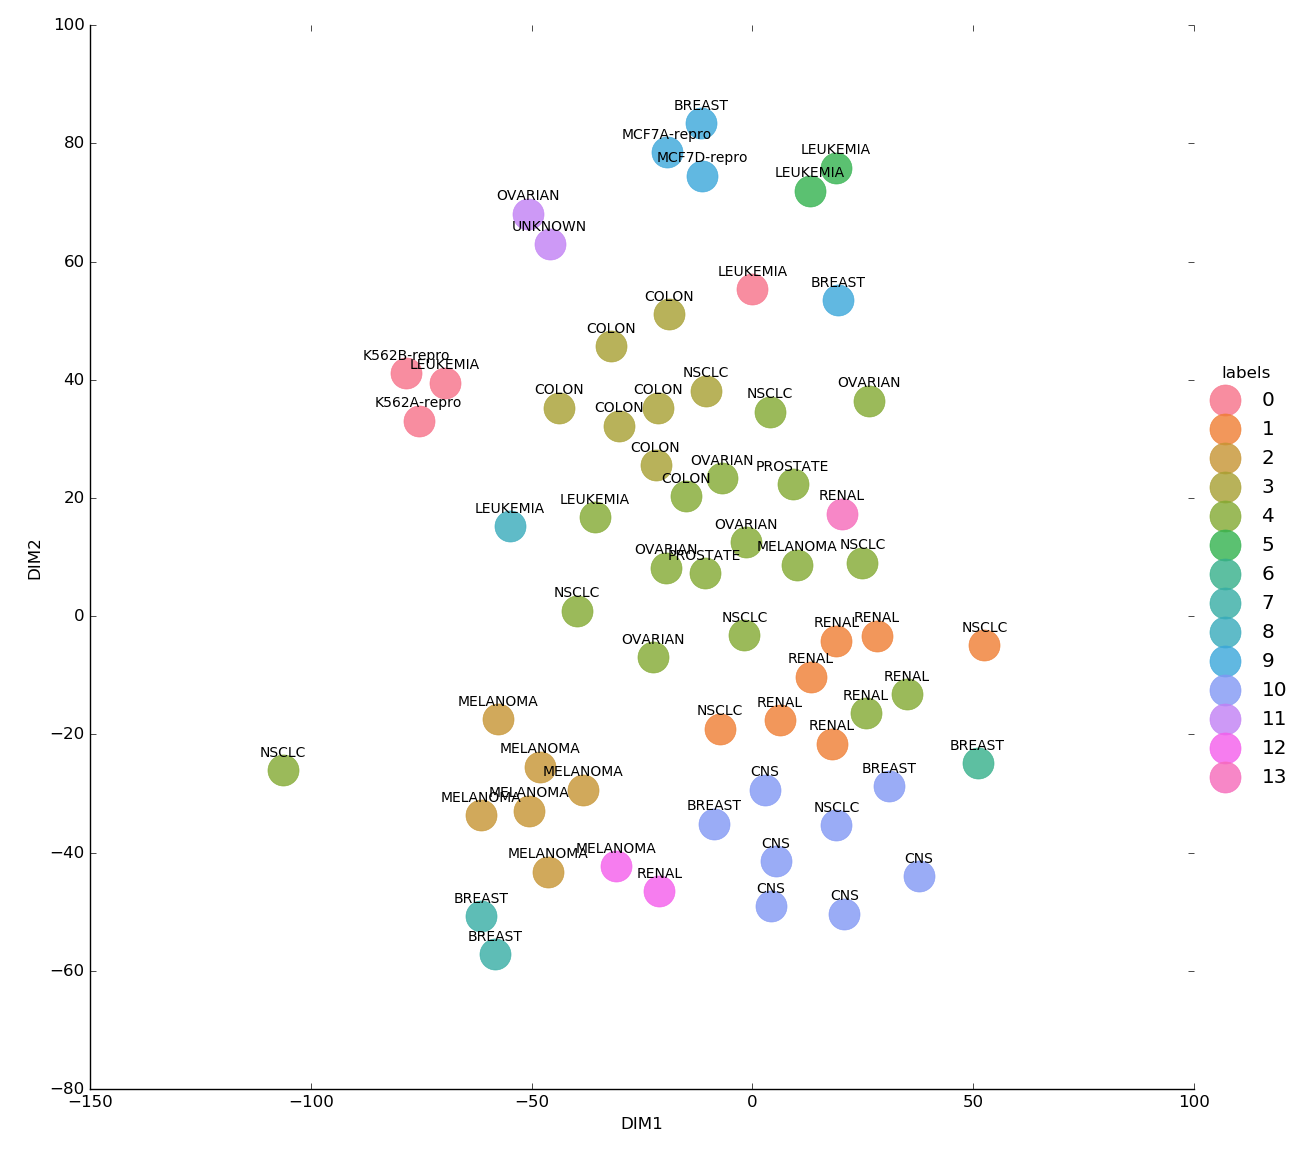 100
BREAST
MCF7A-repro
80
LEUKEMIA
MCF7D-repro
LEUKEMIA
OVARIAN
UNKNOWN
60
LEUKEMIA
BREAST
COLON
COLON
K562B-repro
LEUKEMIA
labels
NSCLC
40
OVARIAN
COLON
COLON
NSCLC
K562A-repro
0
COLON
1
COLON
2
OVARIAN
PROSTATE
COLON
3
20
LEUKEMIA
RENAL
LEUKEMIA
4
OVARIAN
5
OVARIAN
PROSTATE
MELANOMA
NSCLC
DIM2
6
NSCLC
7
0
NSCLC
RENAL
RENAL
NSCLC
8
OVARIAN
RENAL
9
RENAL
10
MELANOMA
NSCLC
RENAL
RENAL
11
−20
RENAL
BREAST
12
NSCLC
MELANOMA
MELANOMA
CNS
BREAST
13
MELANOMA
MELANOMA
BREAST
NSCLC
−40
MELANOMA
MELANOMA
CNS
RENAL
CNS
BREAST
CNS
CNS
BREAST
−60
−80
−150
−100
−50
0
50
100
DIM1